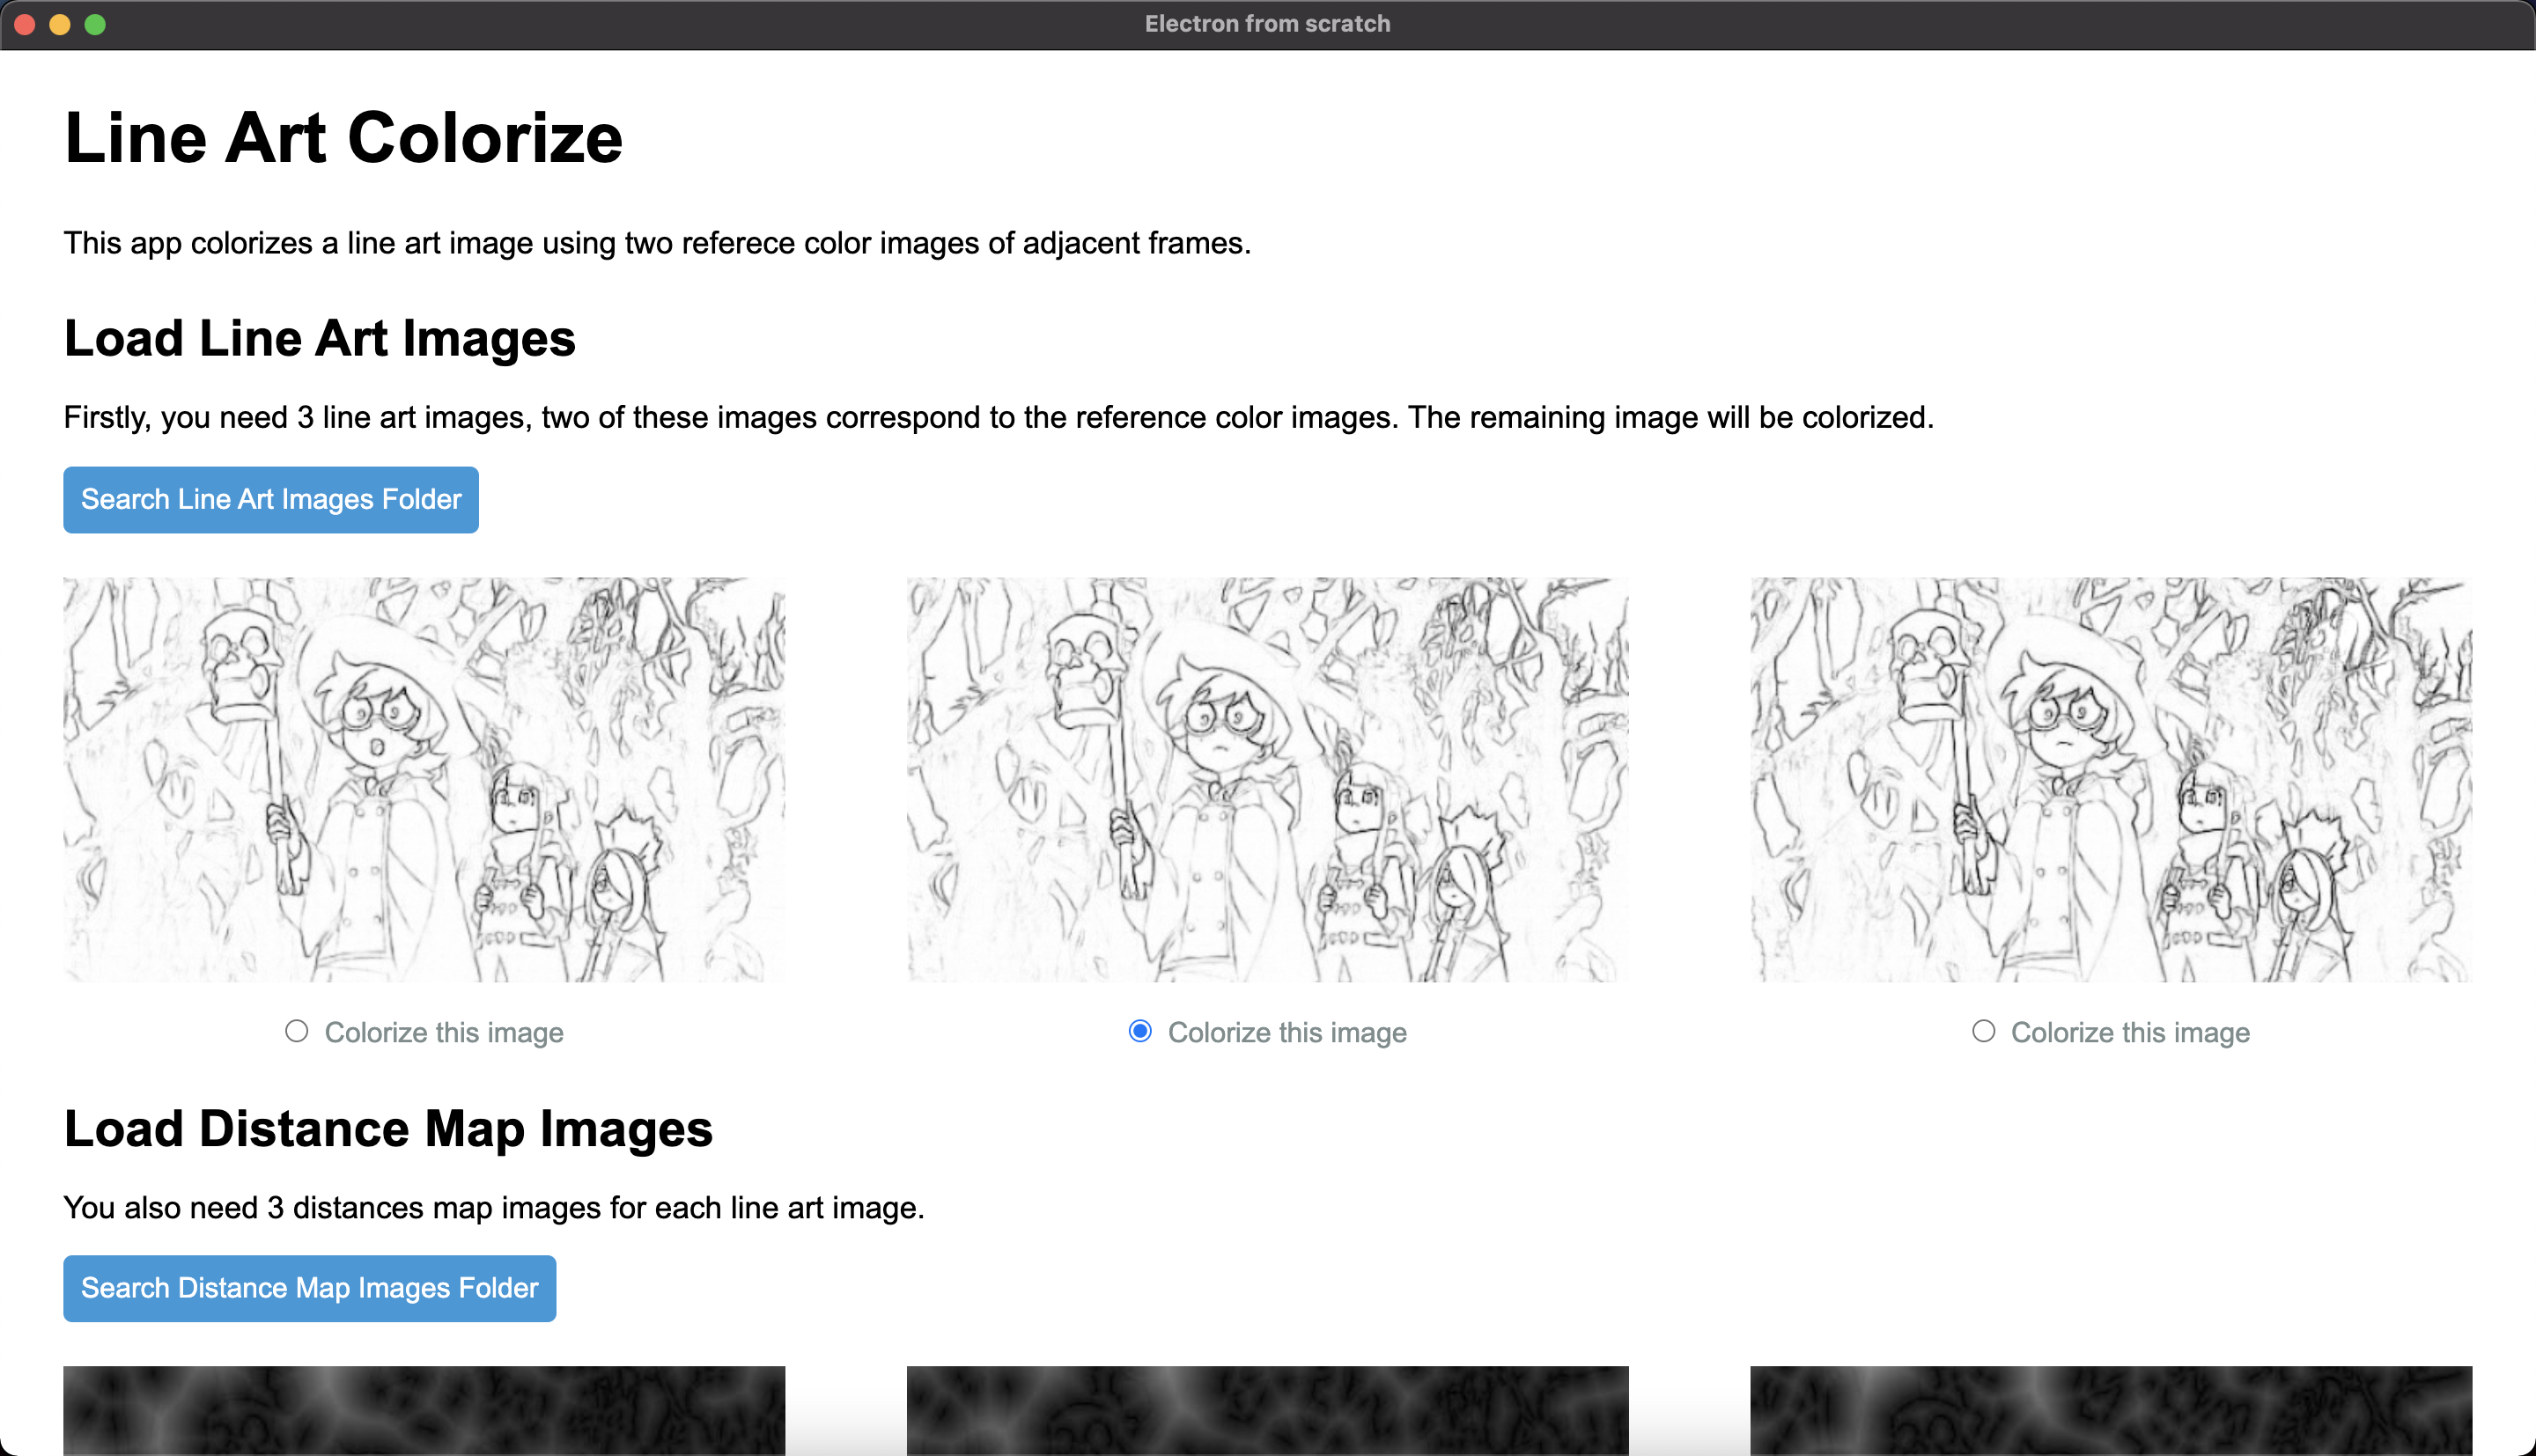 Electron from scratch
Line Art Colorize
This app colorizes a line art image using two referece color images of adjacent frames.
Load Line Art Images
Firstly, you need 3 line art images, two of these images correspond to the reference color images. The remaining image will be colorized.
Search Line Art Images Folder
Colorize this image
Colorize this image
Colorize this image
Load Distance Map Images
You also need 3 distances map images for each line art image.
Search Distance Map Images Folder